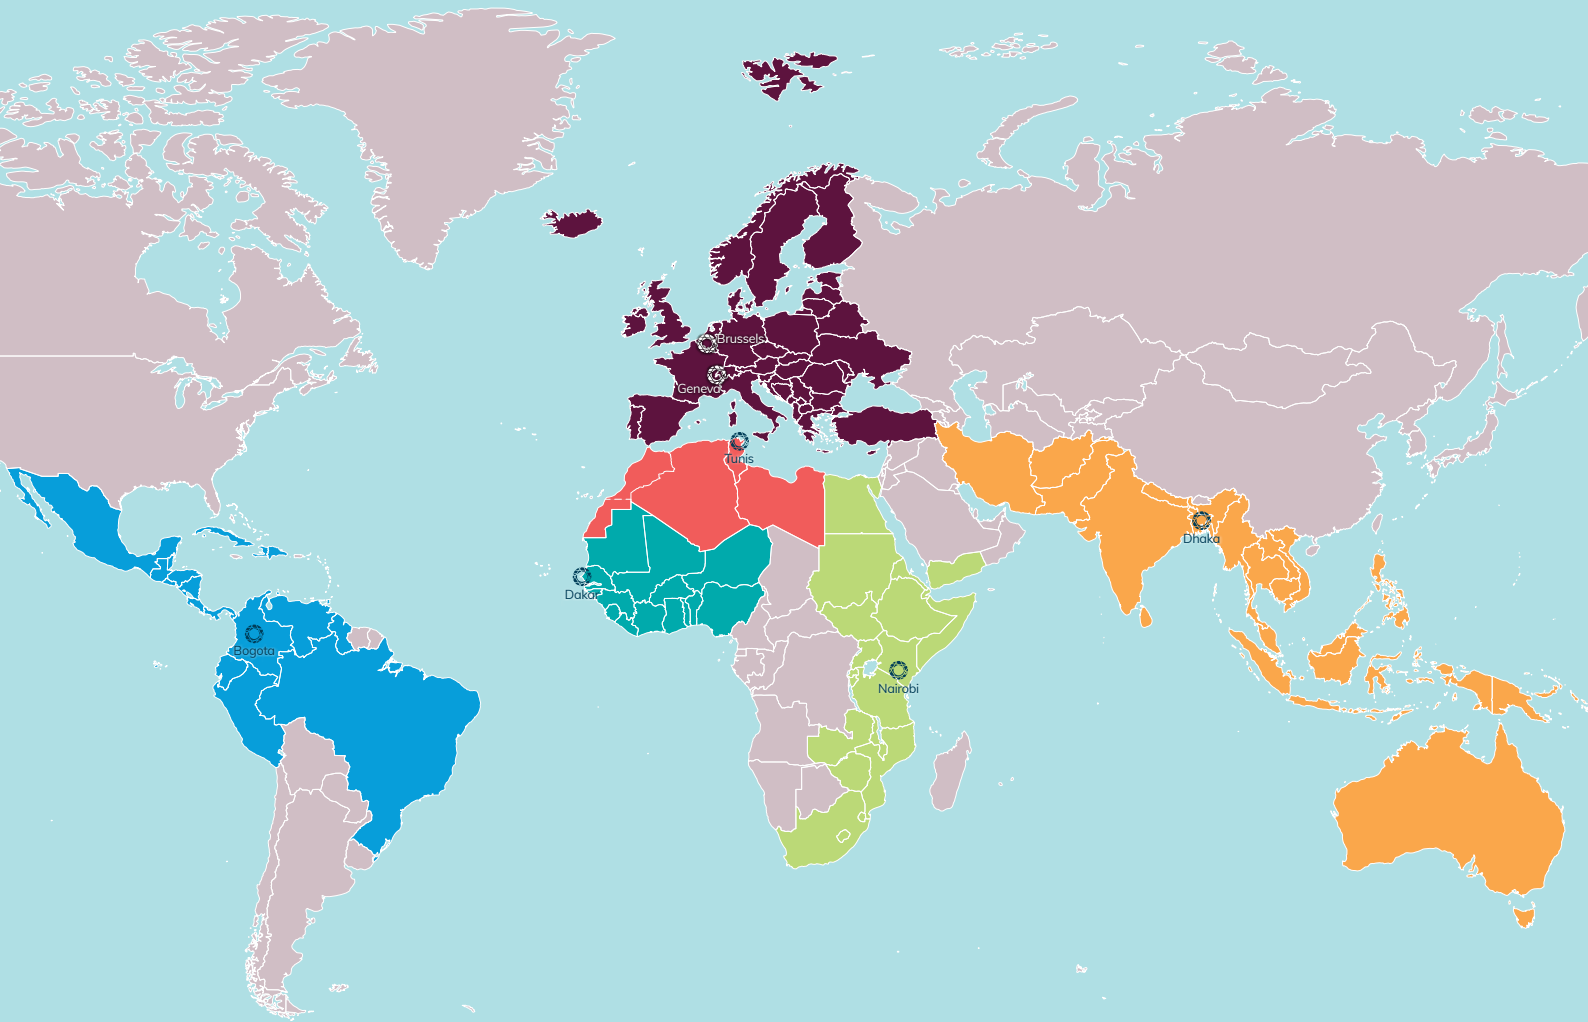 Brussels
Geneva
Tunis
Dhaka
Dakar
Bogota
Nairobi